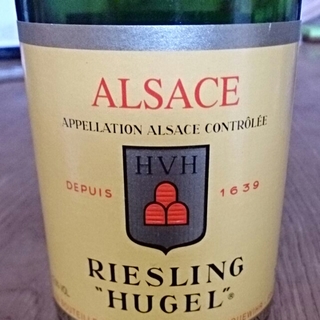 ALSACE
APPELLATION ALSACE CONTRÔLÉE
HVH
DEPUIS 1639
RIESLING
"HUGEL"®